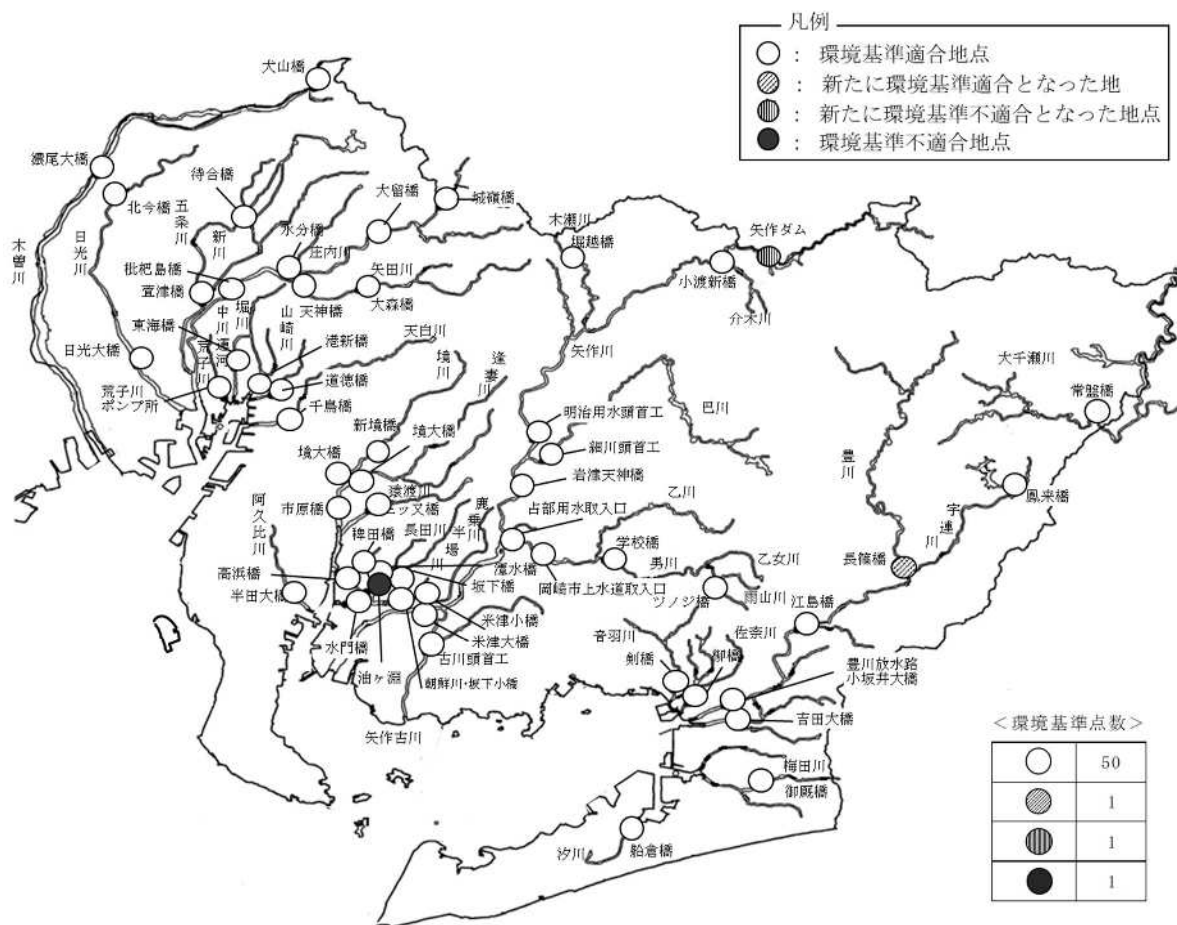 凡例
○ : 環境基準適合地点
: 新たに環境基準適合となった地
: 新たに環境基準不適合となった地点
● : 環境基準不適合地点
犬山橋
濃尾大橋
北今橋
木曽川
日光川
五条川
待合橋
新川
水分橋
庄内川
大留橋
城嶺橋
木瀬川
堀越橋
矢作ダム
小渡新橋
介木川
枇杷島橋
萱津橋
堀川
天神橋
矢田川
大森橋
東海橋
中川運河
山崎川
港新橋
天白川
日光大橋
荒子川
荒子川
ポンプ所
道徳橋
千鳥橋
境川
逢妻川
矢作川
大千瀬川
常盤橋
新境橋
境大橋
境大橋
明治用水頭首工
細川頭首工
巴川
豊川
岩津天神橋
宇連川
鳳来橋
阿久比川
市原橋
猿渡川
三ッ又橋
占部用水取入口
乙川
稗田橋
長田川
半場川
鹿乗川
学校橋
男川
乙女川
長篠橋
高浜橋
潭水橋
坂下橋
岡崎市上水道取入口
ツノジ橋
雨山川
江島橋
半田大橋
米津小橋
米津大橋
音羽川
佐奈川
水門橋
油ヶ淵
古川頭首工
朝鮮川・坂下小橋
剣橋
御橋
豊川放水路
小坂井大橋
吉田大橋
矢作古川
梅田川
御厩橋
汐川
船倉橋
<環境基準点数>
○ 50
1
1
● 1